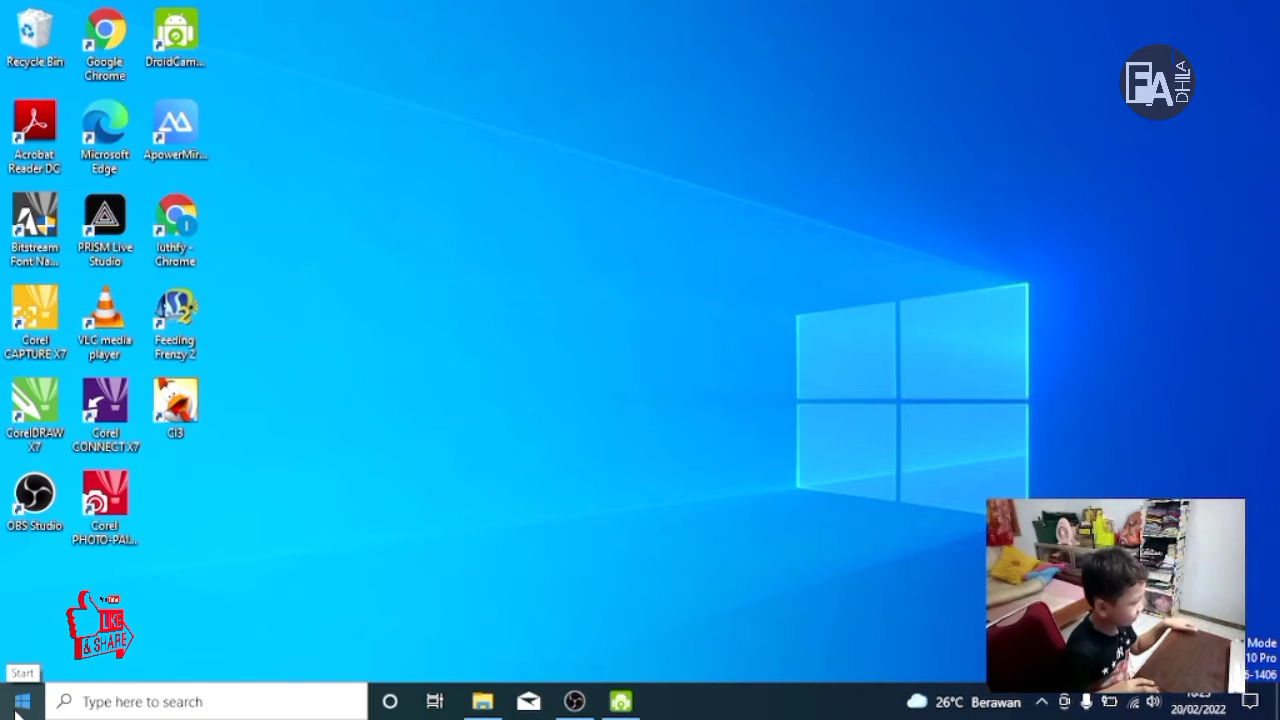 Recycle Bin
Google
Chrome
DroidCam...
FA
DHILA
Acrobat
Reader DC
Microsoft
Edge
ApowerMir...
Bitstream
Font Na...
PRISM Live
Studio
luthfy -
Chrome
Corel
CAPTURE X7
VLC media
player
Feeding
Frenzy 2
CorelDRAW
X7
Corel
CONNECT X7
CI3
OBS Studio
Corel
PHOTO-PAI...
YouTube
LIKE
& SHARE
Mode
10 Pro
Start
Type here to search
26°C Berawan
20/02/2022